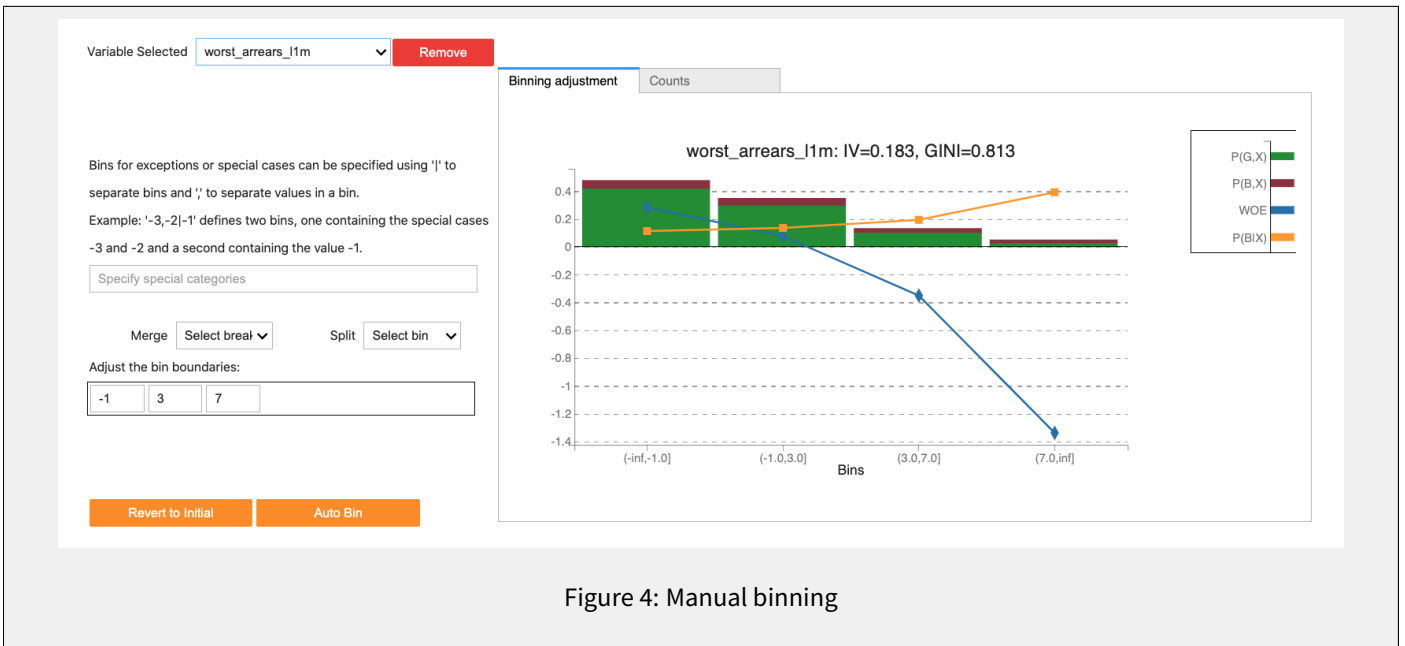 Variable Selected worst_arrears_l1m Remove
Binning adjustment Counts
Bins for exceptions or special cases can be specified using '|' to
separate bins and ',' to separate values in a bin.
Example: '-3,-2|-1' defines two bins, one containing the special cases
-3 and -2 and a second containing the value -1.
Specify special categories
Merge Select break Split Select bin
Adjust the bin boundaries:
-1 3 7
Revert to Initial Auto Bin
worst_arrears_l1m: IV=0.183, GINI=0.813
0.4
0.2
0
-0.2
-0.4
-0.6
-0.8
-1
-1.2
-1.4
(-inf,-1.0] (-1.0,3.0] (3.0,7.0] (7.0,inf]
Bins
P(G,X)
P(B,X)
WOE
P(B|X)
Figure 4: Manual binning